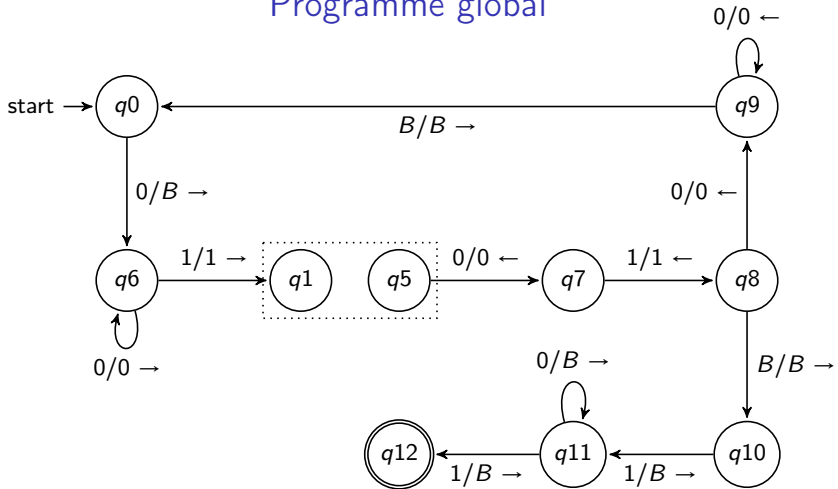 Programme global
0/0 →
start
q0
q9
B/B →
0/B →
0/0 ←
1/1 →
q6
q1
q5
0/0 ←
q7
1/1 ←
q8
0/0 →
0/B →
B/B →
q12
1/B →
q11
1/B →
q10